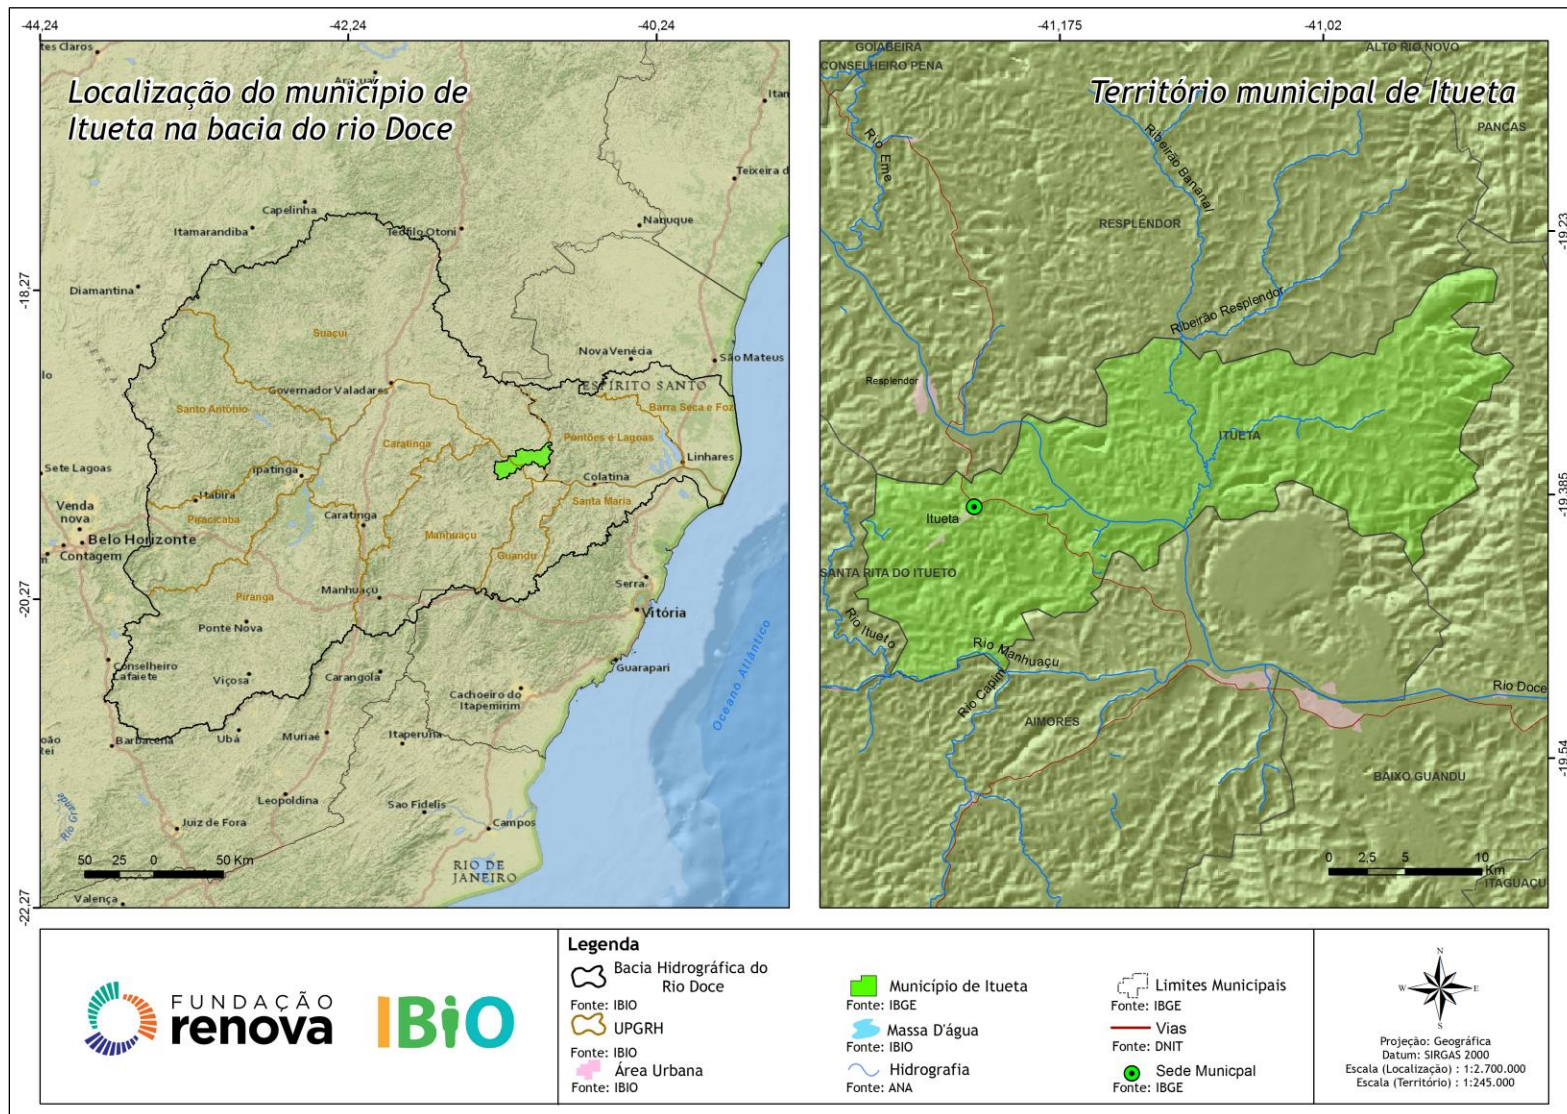 -44,24
-42,24
-40,24
-18,27
-20,27
-22,27
Localização do município de
Itueta na bacia do rio Doce
tes Claros
Itan
Teixeira d
Capelinha
Itamarandiba
Teófilo Otoni
Nanuque
Diamantina
SERRA
lo
Suaçuí
Nova Venécia
São Mateus
Governador Valadares
ESPÍRITO SANTO
Santo Antônio
Barra Seca e Foz
Caratinga
Pontões e Lagoas
Sete Lagoas
Ipatinga
Linhares
Itabira
Colatina
Venda
nova
Santa Maria
Piracicaba
Caratinga
Belo Horizonte
Manhuaçu
Contagem
Guandu
Serra
Manhuaçu
Piranga
Vitória
Ponte Nova
Conselheiro
Lafaiete
Guarapari
Viçosa
Carangola
Cachoeiro do
Itapemirim
Oceano Atlântico
Barbacena
Ubá
Muriaé
Itaperuna
Leopoldina
Sao Fidelis
Rio Grande
Juiz de Fora
Campos
50 25 0 50 Km
RIO DE
JANEIRO
Valença
-41,175
-41,02
-19,23
-19,385
-19,54
GOIABEIRA
ALTO RIO NOVO
CONSELHEIRO PENA
Território municipal de Itueta
PANCAS
Rio Eme
Ribeirão Bananal
RESPLENDOR
Ribeirão Resplendor
Resplendor
ITUETA
Itueta
SANTA RITA DO ITUETO
Rio Itueto
Rio Manhuaçu
Rio Capim
Rio Doce
AIMORES
BAIXO GUANDU
0 2,5 5 10
Km
ITAGUAÇU
FUNDAÇÃO
renova
IBiO
Legenda
Bacia Hidrográfica do
Rio Doce
Fonte: IBIO
UPGRH
Fonte: IBIO
Área Urbana
Fonte: IBIO
Município de Itueta
Fonte: IBGE
Massa D'água
Fonte: IBIO
Hidrografia
Fonte: ANA
Limites Municipais
Fonte: IBGE
Vias
Fonte: DNIT
Sede Municpal
Fonte: IBGE
N
W
E
S
Projeção: Geográfica
Datum: SIRGAS 2000
Escala (Localização) : 1:2.700.000
Escala (Território) : 1:245.000